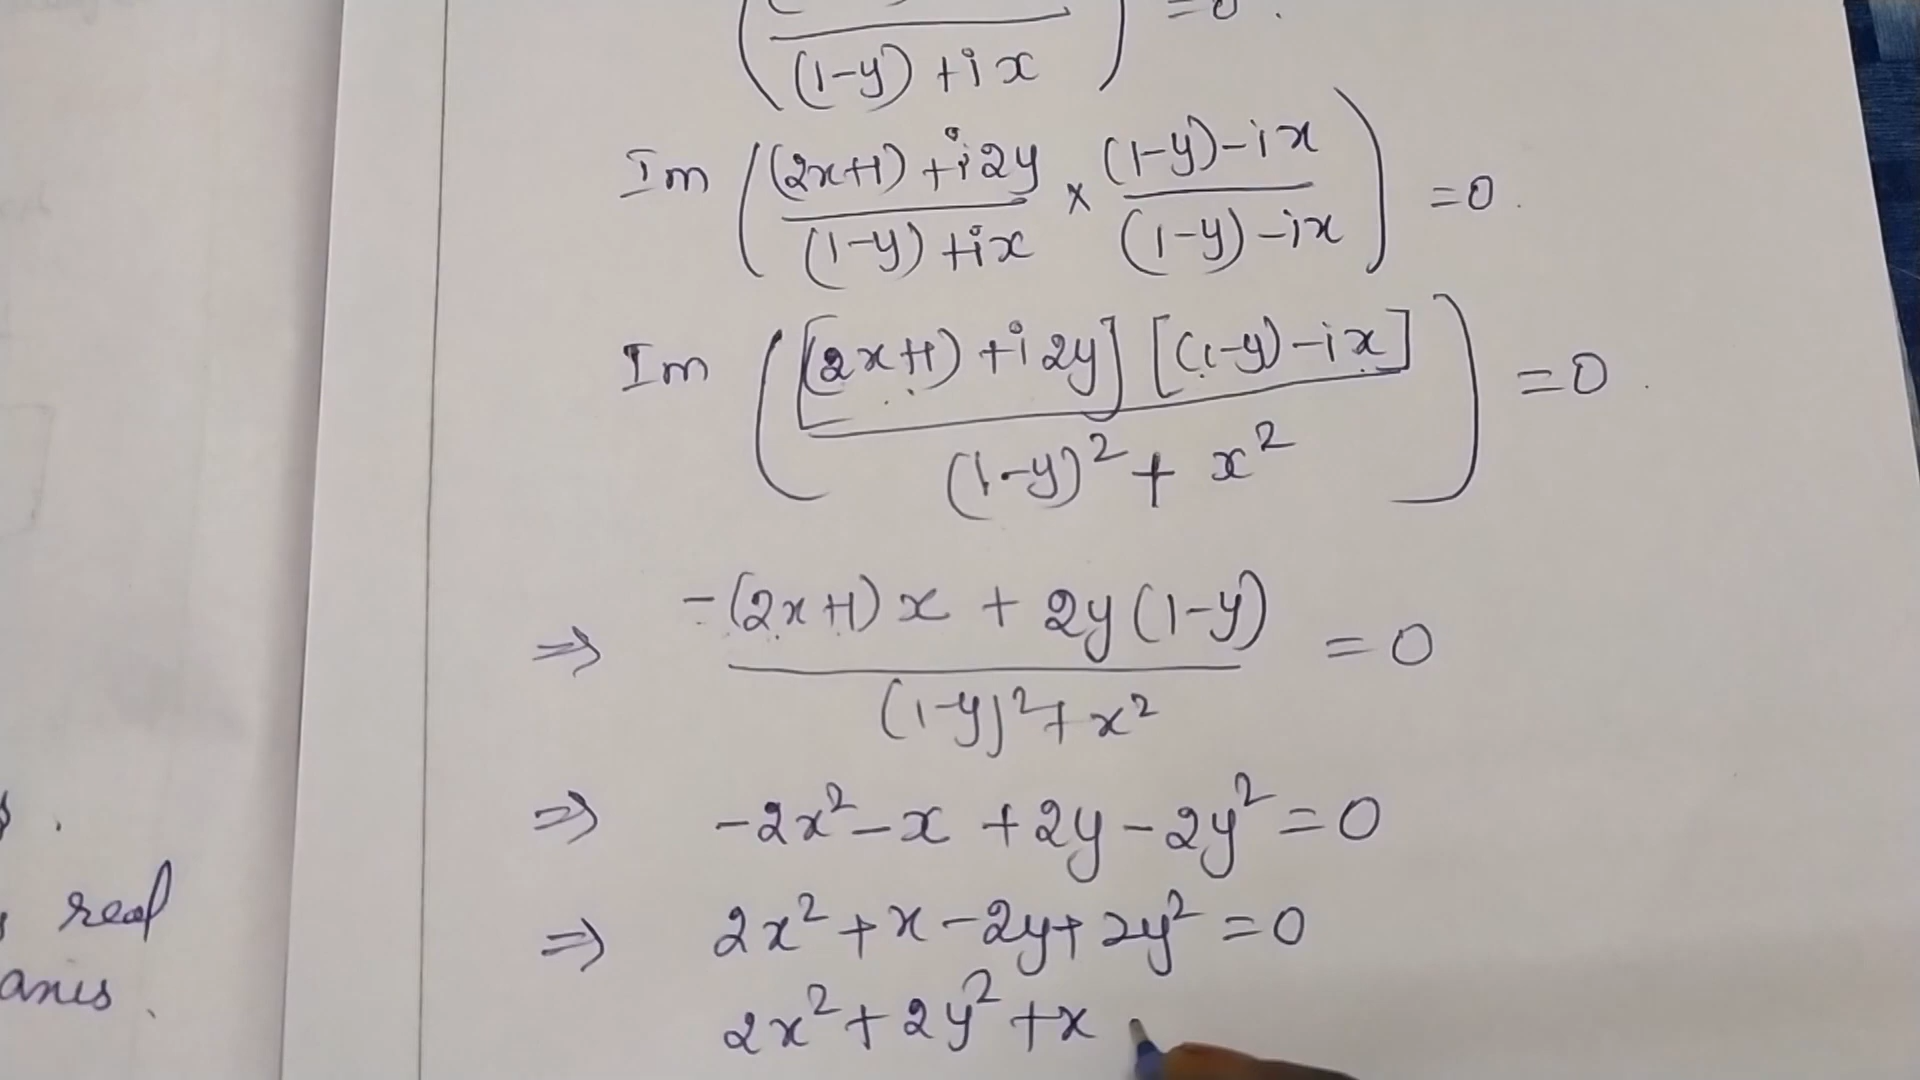 (1-y) + ix ) = 0.
Im ( (2x+1) + i2y / (1-y) + ix × (1-y) - ix / (1-y) - ix ) = 0.
Im ( [(2x+1) + i2y] [(1-y) - ix] / (1-y)² + x² ) = 0.
⇒ -(2x+1)x + 2y(1-y) / (1-y)² + x² = 0
⇒ -2x² - x + 2y - 2y² = 0
⇒ 2x² + x - 2y + 2y² = 0
2x² + 2y² + x
real
axis.